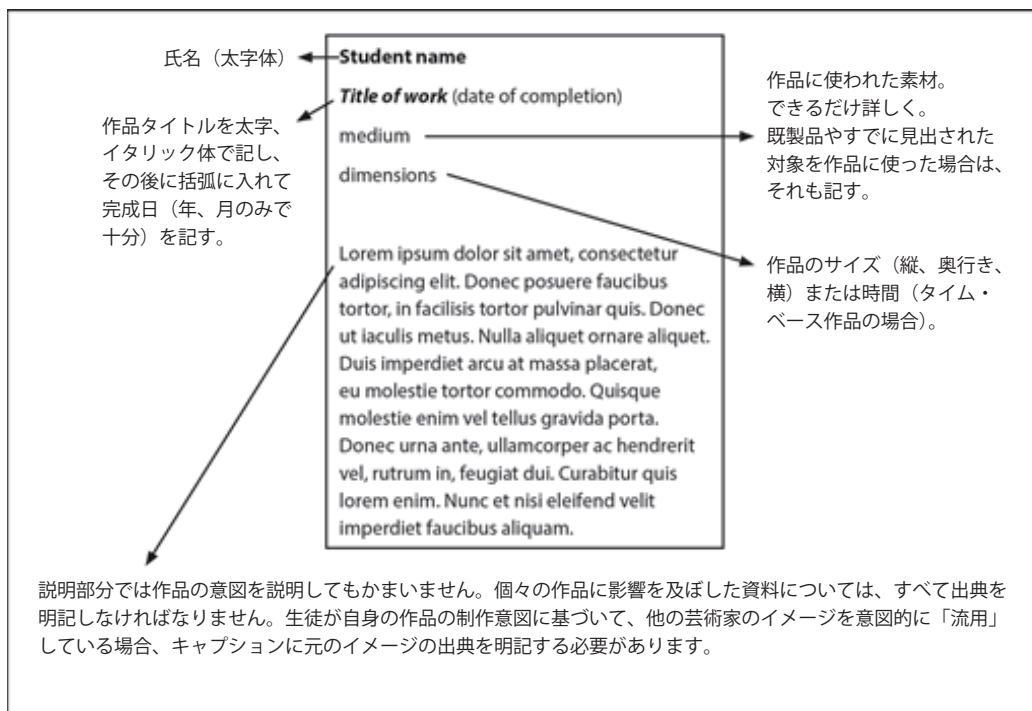 氏名（太字体）
Student name
Title of work (date of completion)
作品タイトルを太字、
イタリック体で記し、
その後に括弧に入れて
完成日（年、月のみで
十分）を記す。
medium
作品に使われた素材。
できるだけ詳しく。
既製品やすでに見出された
対象を作品に使った場合は、
それも記す。
dimensions
作品のサイズ（縦、奥行き、
横）または時間（タイム・
ベース作品の場合）。
Lorem ipsum dolor sit amet, consectetur
adipiscing elit. Donec posuere faucibus
tortor, in facilisis tortor pulvinar quis. Donec
ut iaculis metus. Nulla aliquet ornare aliquet.
Duis imperdiet arcu at massa placerat,
eu molestie tortor commodo. Quisque
molestie enim vel tellus gravida porta.
Donec urna ante, ullamcorper ac hendrerit
vel, rutrum in, feugiat dui. Curabitur quis
lorem enim. Nunc et nisi eleifend velit
imperdiet faucibus aliquam.
説明部分では作品の意図を説明してもかまいません。個々の作品に影響を及ぼした資料については、すべて出典を
明記しなければなりません。生徒が自身の作品の制作意図に基づいて、他の芸術家のイメージを意図的に「流用」
している場合、キャプションに元のイメージの出典を明記する必要があります。